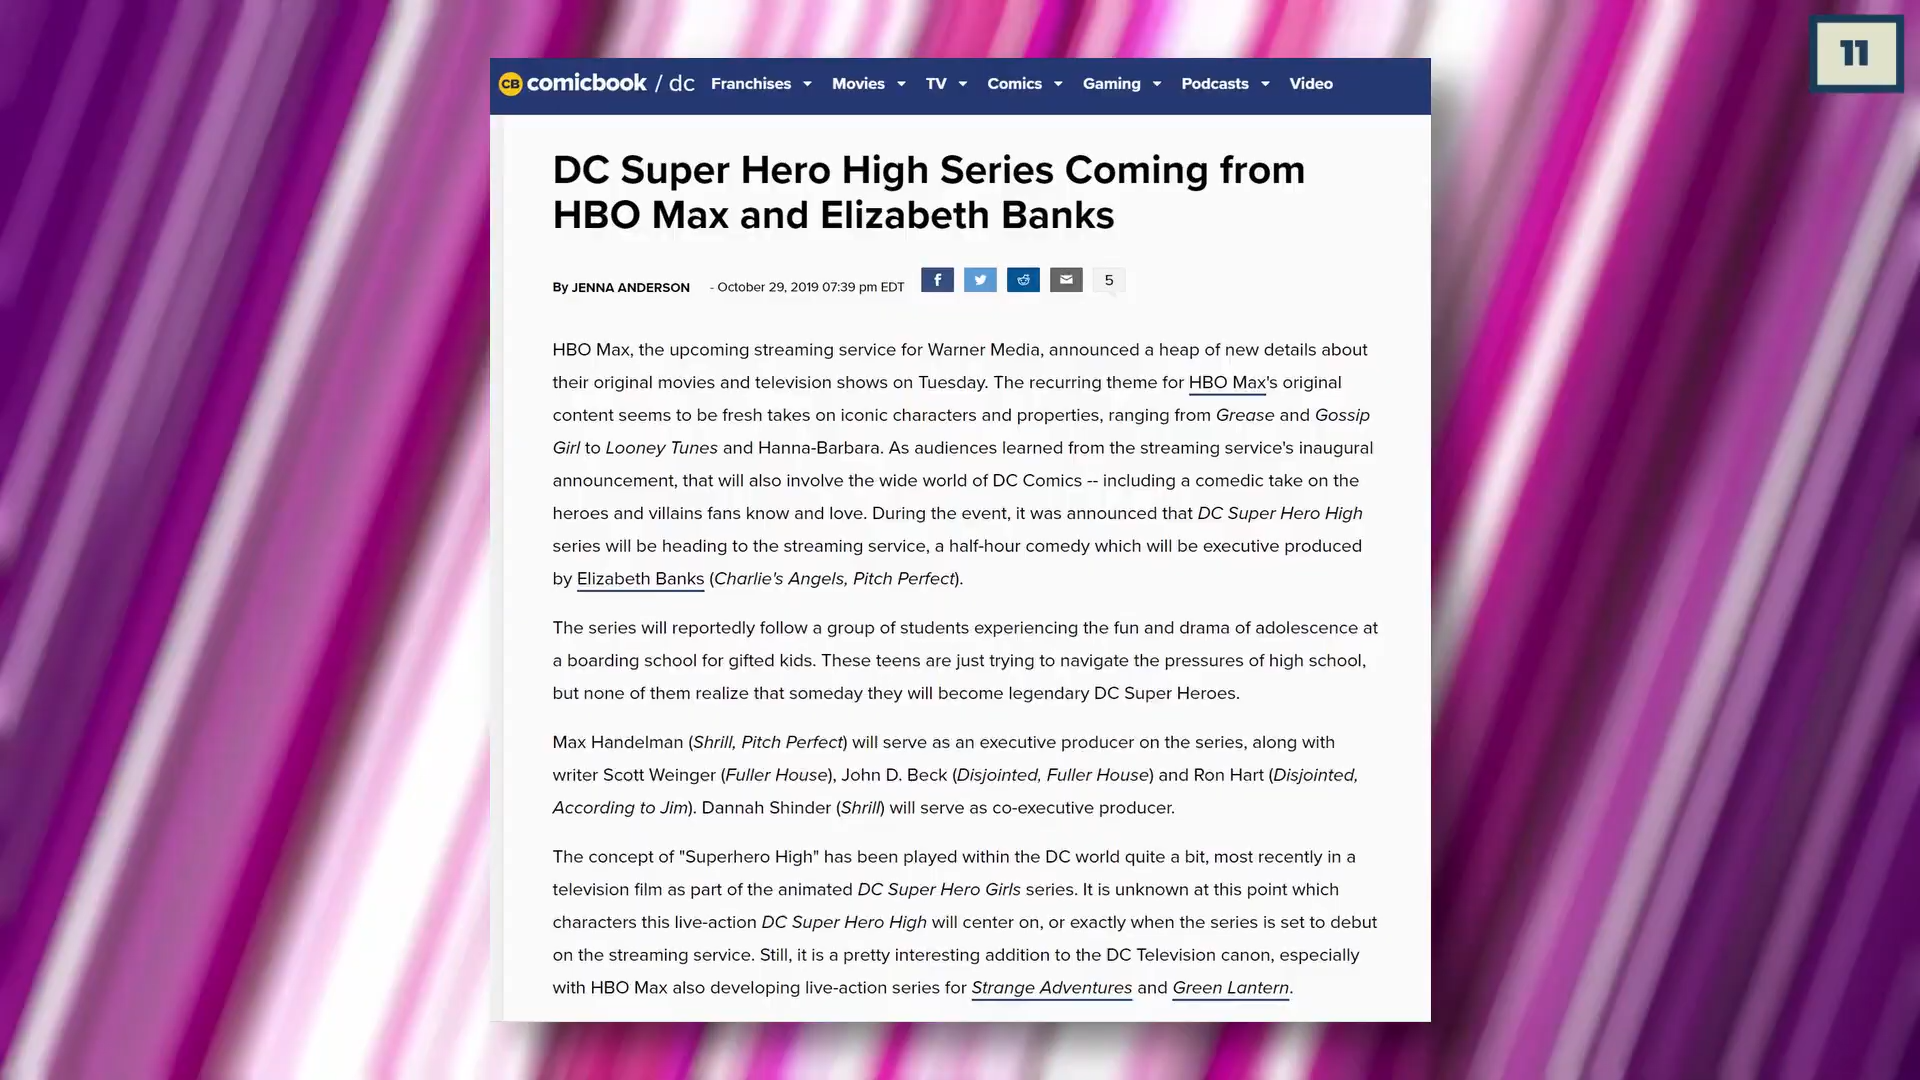 11
CB comicbook / dc Franchises Movies TV Comics Gaming Podcasts Video
DC Super Hero High Series Coming from
HBO Max and Elizabeth Banks
By JENNA ANDERSON - October 29, 2019 07:39 pm EDT f 5
HBO Max, the upcoming streaming service for Warner Media, announced a heap of new details about
their original movies and television shows on Tuesday. The recurring theme for HBO Max's original
content seems to be fresh takes on iconic characters and properties, ranging from Grease and Gossip
Girl to Looney Tunes and Hanna-Barbara. As audiences learned from the streaming service's inaugural
announcement, that will also involve the wide world of DC Comics -- including a comedic take on the
heroes and villains fans know and love. During the event, it was announced that DC Super Hero High
series will be heading to the streaming service, a half-hour comedy which will be executive produced
by Elizabeth Banks (Charlie's Angels, Pitch Perfect).
The series will reportedly follow a group of students experiencing the fun and drama of adolescence at
a boarding school for gifted kids. These teens are just trying to navigate the pressures of high school,
but none of them realize that someday they will become legendary DC Super Heroes.
Max Handelman (Shrill, Pitch Perfect) will serve as an executive producer on the series, along with
writer Scott Weinger (Fuller House), John D. Beck (Disjointed, Fuller House) and Ron Hart (Disjointed,
According to Jim). Dannah Shinder (Shrill) will serve as co-executive producer.
The concept of "Superhero High" has been played within the DC world quite a bit, most recently in a
television film as part of the animated DC Super Hero Girls series. It is unknown at this point which
characters this live-action DC Super Hero High will center on, or exactly when the series is set to debut
on the streaming service. Still, it is a pretty interesting addition to the DC Television canon, especially
with HBO Max also developing live-action series for Strange Adventures and Green Lantern.